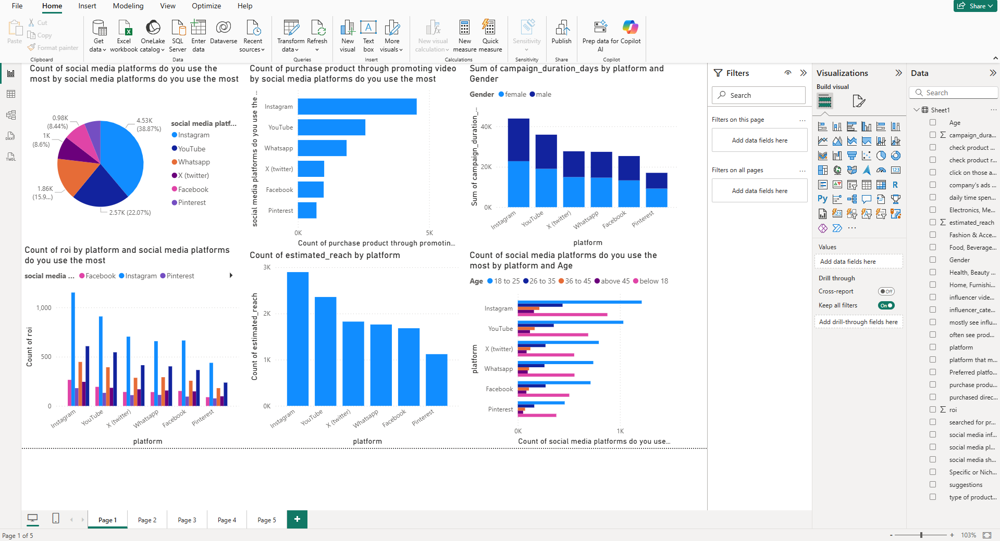 File
Home
Insert
Modeling
View
Optimize
Help
Share
Paste
Cut
Copy
Format painter
Clipboard
Get data
Excel workbook
OneLake catalog
SQL Server
Enter data
Dataverse
Recent sources
Data
Transform data
Refresh
Queries
New visual
Text box
More visuals
Insert
New visual calculation
New measure
Quick measure
Calculations
Sensitivity
Sensitivity
Publish
Share
Prep data for AI
Copilot
Copilot
Count of social media platforms do you use the
most by social media platforms do you use the most
0.98K
(8.44%)
1K
(8.6%)
1.86K
(15.9...)
4.53K
(38.87%)
2.57K (22.07%)
social media platf...
Instagram
YouTube
Whatsapp
X (twitter)
Facebook
Pinterest
Count of purchase product through promoting video
by social media platforms do you use the most
social media platforms do you use the ...
Instagram
YouTube
Whatsapp
X (twitter)
Facebook
Pinterest
0K
5K
Count of purchase product through promotin...
Sum of campaign_duration_days by platform and
Gender
Gender
female
male
Sum of campaign_duration_...
40K
20K
0K
Instagram
YouTube
X (twitter)
Whatsapp
Facebook
Pinterest
platform
Count of roi by platform and social media platforms
do you use the most
social media ...
Facebook
Instagram
Pinterest
Count of roi
1,000
500
0
Instagram
YouTube
X (twitter)
Whatsapp
Facebook
Pinterest
platform
Count of estimated_reach by platform
Count of estimated_reach
3K
2K
1K
0K
Instagram
YouTube
X (twitter)
Whatsapp
Facebook
Pinterest
platform
Count of social media platforms do you use the
most by platform and Age
Age
18 to 25
26 to 35
36 to 45
above 45
below 18
platform
Instagram
YouTube
X (twitter)
Whatsapp
Facebook
Pinterest
0K
1K
Count of social media platforms do you use...
Filters
Search
Filters on this page
...
Add data fields here
Filters on all pages
...
Add data fields here
Visualizations
Build visual
123
R
Py
...
Values
Add data fields here
Drill through
Cross-report
Off
Keep all filters
On
Add drill-through fields here
Data
Search
Sheet1
...
Age
campaign_dura...
check product ...
check product r...
click on those a...
company's ads ...
daily time spen...
Electronics, Me...
estimated_reach
Fashion & Acce...
Food, Beverage...
Gender
Health, Beauty ...
Home, Furnishi...
influencer vide...
influencer_cate...
mostly see influ...
often see prod...
platform
platform that m...
Preferred platfo...
purchase produ...
purchased direc...
roi
searched for pr...
social media inf...
social media pl...
social media sh...
Specific or Nich...
suggestions
type of product...
DAX
TMDL
Page 1
Page 2
Page 3
Page 4
Page 5
+
Page 1 of 5
-
+
103%